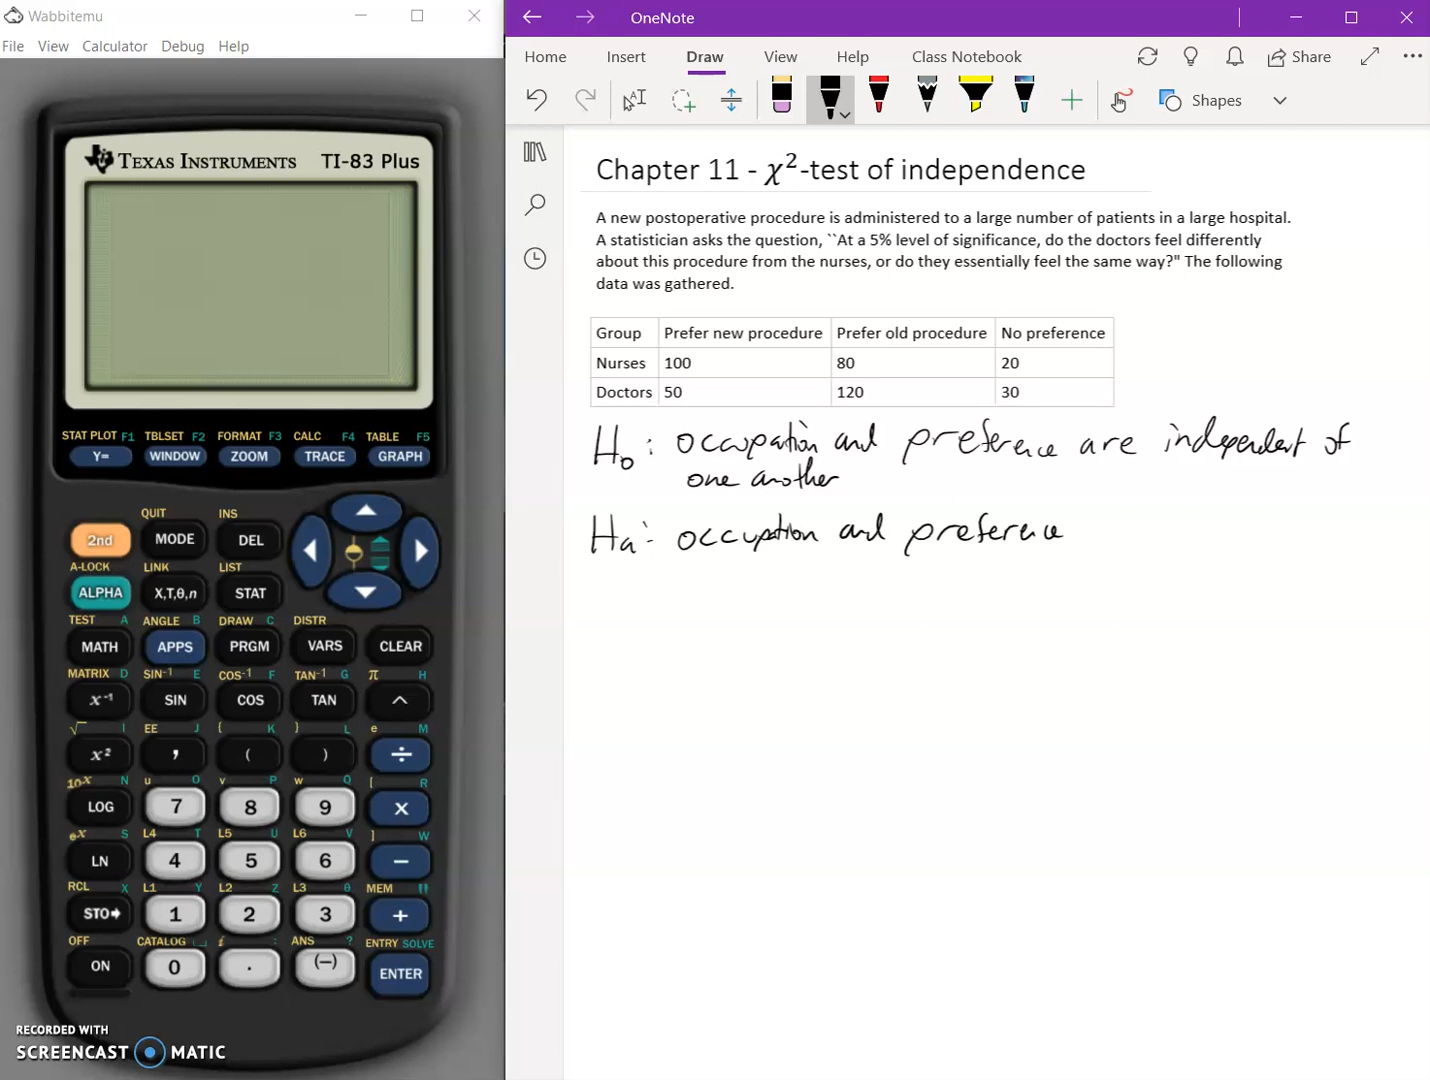 Wabbitemu
File View Calculator Debug Help
TEXAS INSTRUMENTS TI-83 Plus
STAT PLOT F1 TBLSET F2 FORMAT F3 CALC F4 TABLE F5
Y= WINDOW ZOOM TRACE GRAPH
QUIT INS
2nd MODE DEL
A-LOCK LINK LIST
ALPHA X,T,θ,n STAT
TEST A ANGLE B DRAW C DISTR
MATH APPS PRGM VARS CLEAR
MATRIX D SIN⁻¹ E COS⁻¹ F TAN⁻¹ G π H
x⁻¹ SIN COS TAN ^
√ I EE J { K } L e M
x² , ( ) ÷
10ˣ N u O v P w Q [ R
LOG 7 8 9 X
eˣ S L4 T L5 U L6 V ] W
LN 4 5 6 −
RCL X L1 Y L2 Z L3 θ MEM "
STO➔ 1 2 3 +
OFF CATALOG i : ANS ? ENTRY SOLVE
ON 0 . (−) ENTER
RECORDED WITH
SCREENCAST MATIC
OneNote
Home Insert Draw View Help Class Notebook Share
Shapes
Chapter 11 - χ²-test of independence
A new postoperative procedure is administered to a large number of patients in a large hospital.
A statistician asks the question, ``At a 5% level of significance, do the doctors feel differently
about this procedure from the nurses, or do they essentially feel the same way?" The following
data was gathered.
Group Prefer new procedure Prefer old procedure No preference
Nurses 100 80 20
Doctors 50 120 30
H₀: occupation and preference are independent of
one another
Hₐ: occupation and preference